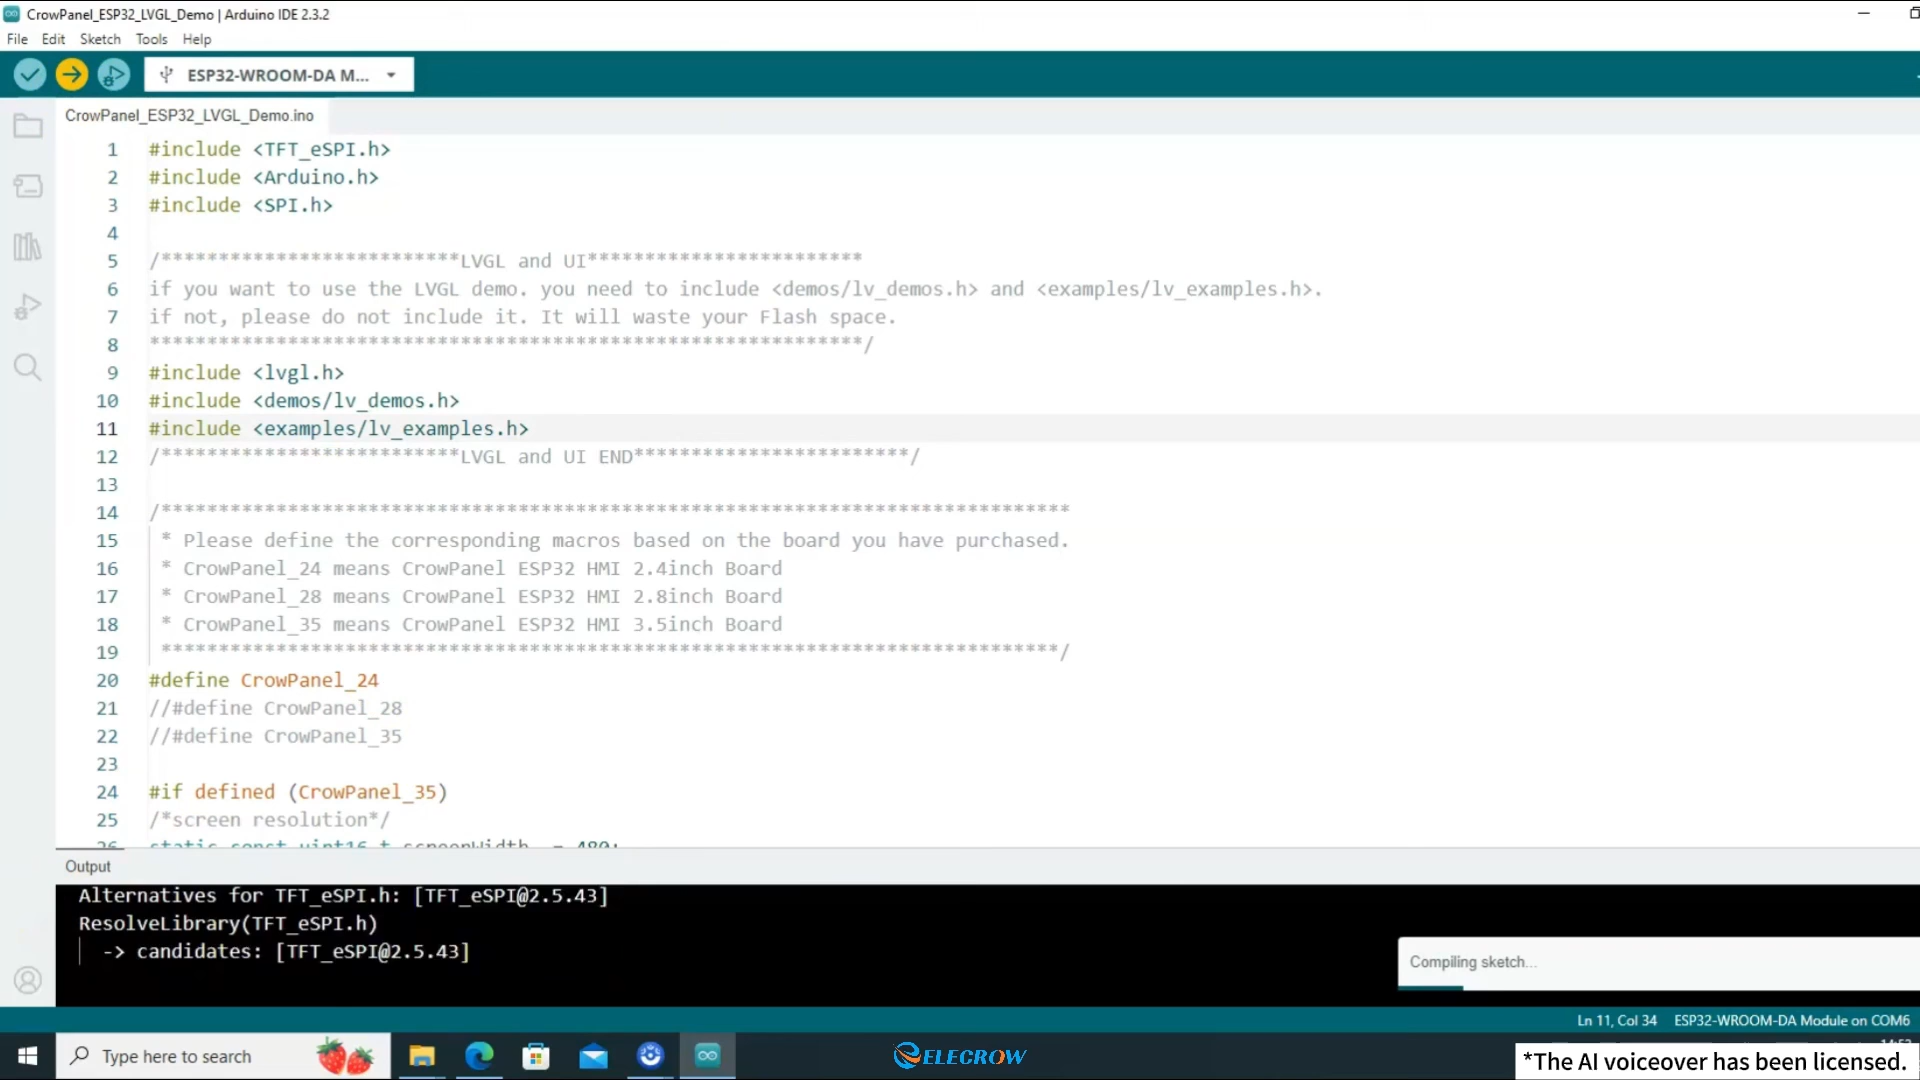 CrowPanel_ESP32_LVGL_Demo | Arduino IDE 2.3.2
File Edit Sketch Tools Help
ESP32-WROOM-DA M...
CrowPanel_ESP32_LVGL_Demo.ino
1 #include <TFT_eSPI.h>
2 #include <Arduino.h>
3 #include <SPI.h>
4
5 /**************************LVGL and UI************************
6 if you want to use the LVGL demo. you need to include <demos/lv_demos.h> and <examples/lv_examples.h>.
7 if not, please do not include it. It will waste your Flash space.
8 **************************************************************/
9 #include <lvgl.h>
10 #include <demos/lv_demos.h>
11 #include <examples/lv_examples.h>
12 /**************************LVGL and UI END************************/
13
14 /*******************************************************************************
15 * Please define the corresponding macros based on the board you have purchased.
16 * CrowPanel_24 means CrowPanel ESP32 HMI 2.4inch Board
17 * CrowPanel_28 means CrowPanel ESP32 HMI 2.8inch Board
18 * CrowPanel_35 means CrowPanel ESP32 HMI 3.5inch Board
19 ******************************************************************************/
20 #define CrowPanel_24
21 //#define CrowPanel_28
22 //#define CrowPanel_35
23
24 #if defined (CrowPanel_35)
25 /*screen resolution*/
26 static const uint16_t screenWidth = 480;
Output
Alternatives for TFT_eSPI.h: [TFT_eSPI@2.5.43]
ResolveLibrary(TFT_eSPI.h)
-> candidates: [TFT_eSPI@2.5.43]
Compiling sketch...
Ln 11, Col 34 ESP32-WROOM-DA Module on COM6
Type here to search
ELECROW
*The AI voiceover has been licensed.